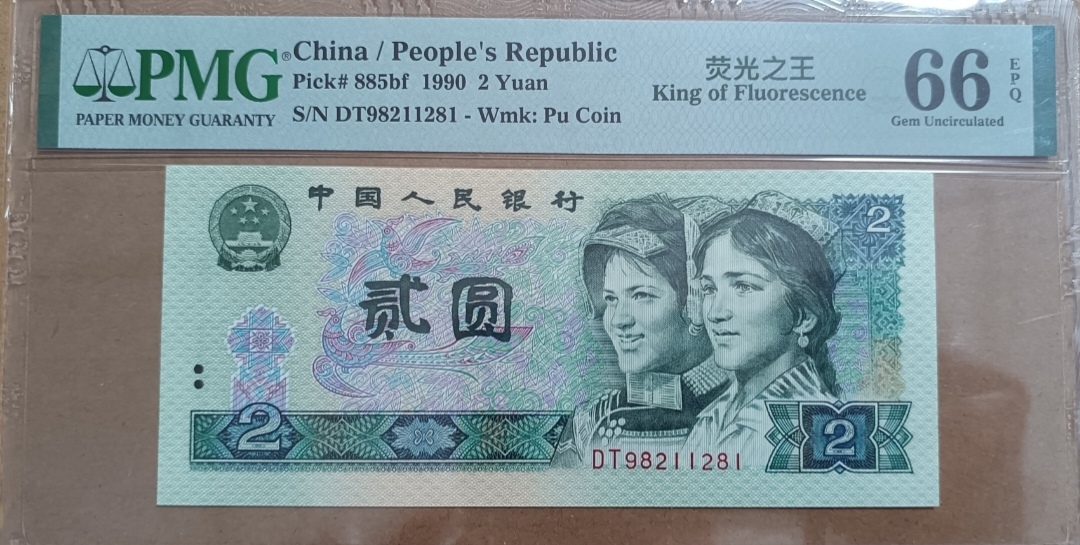 PMG®
PAPER MONEY GUARANTY
China / People's Republic
Pick# 885bf 1990 2 Yuan
S/N DT98211281 - Wmk: Pu Coin
荧光之王
King of Fluorescence
66
EPQ
Gem Uncirculated
中国人民银行
2
贰圆
2
2
DT98211281